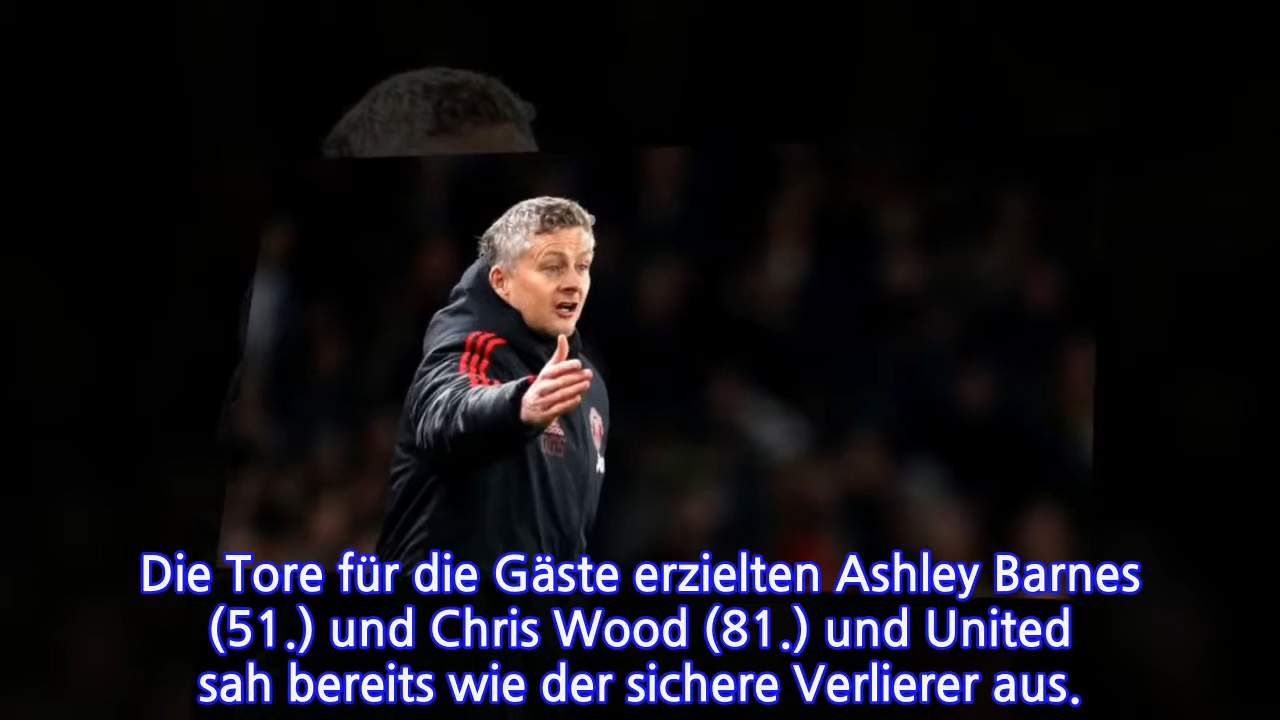 Die Tore für die Gäste erzielten Ashley Barnes
(51.) und Chris Wood (81.) und United
sah bereits wie der sichere Verlierer aus.